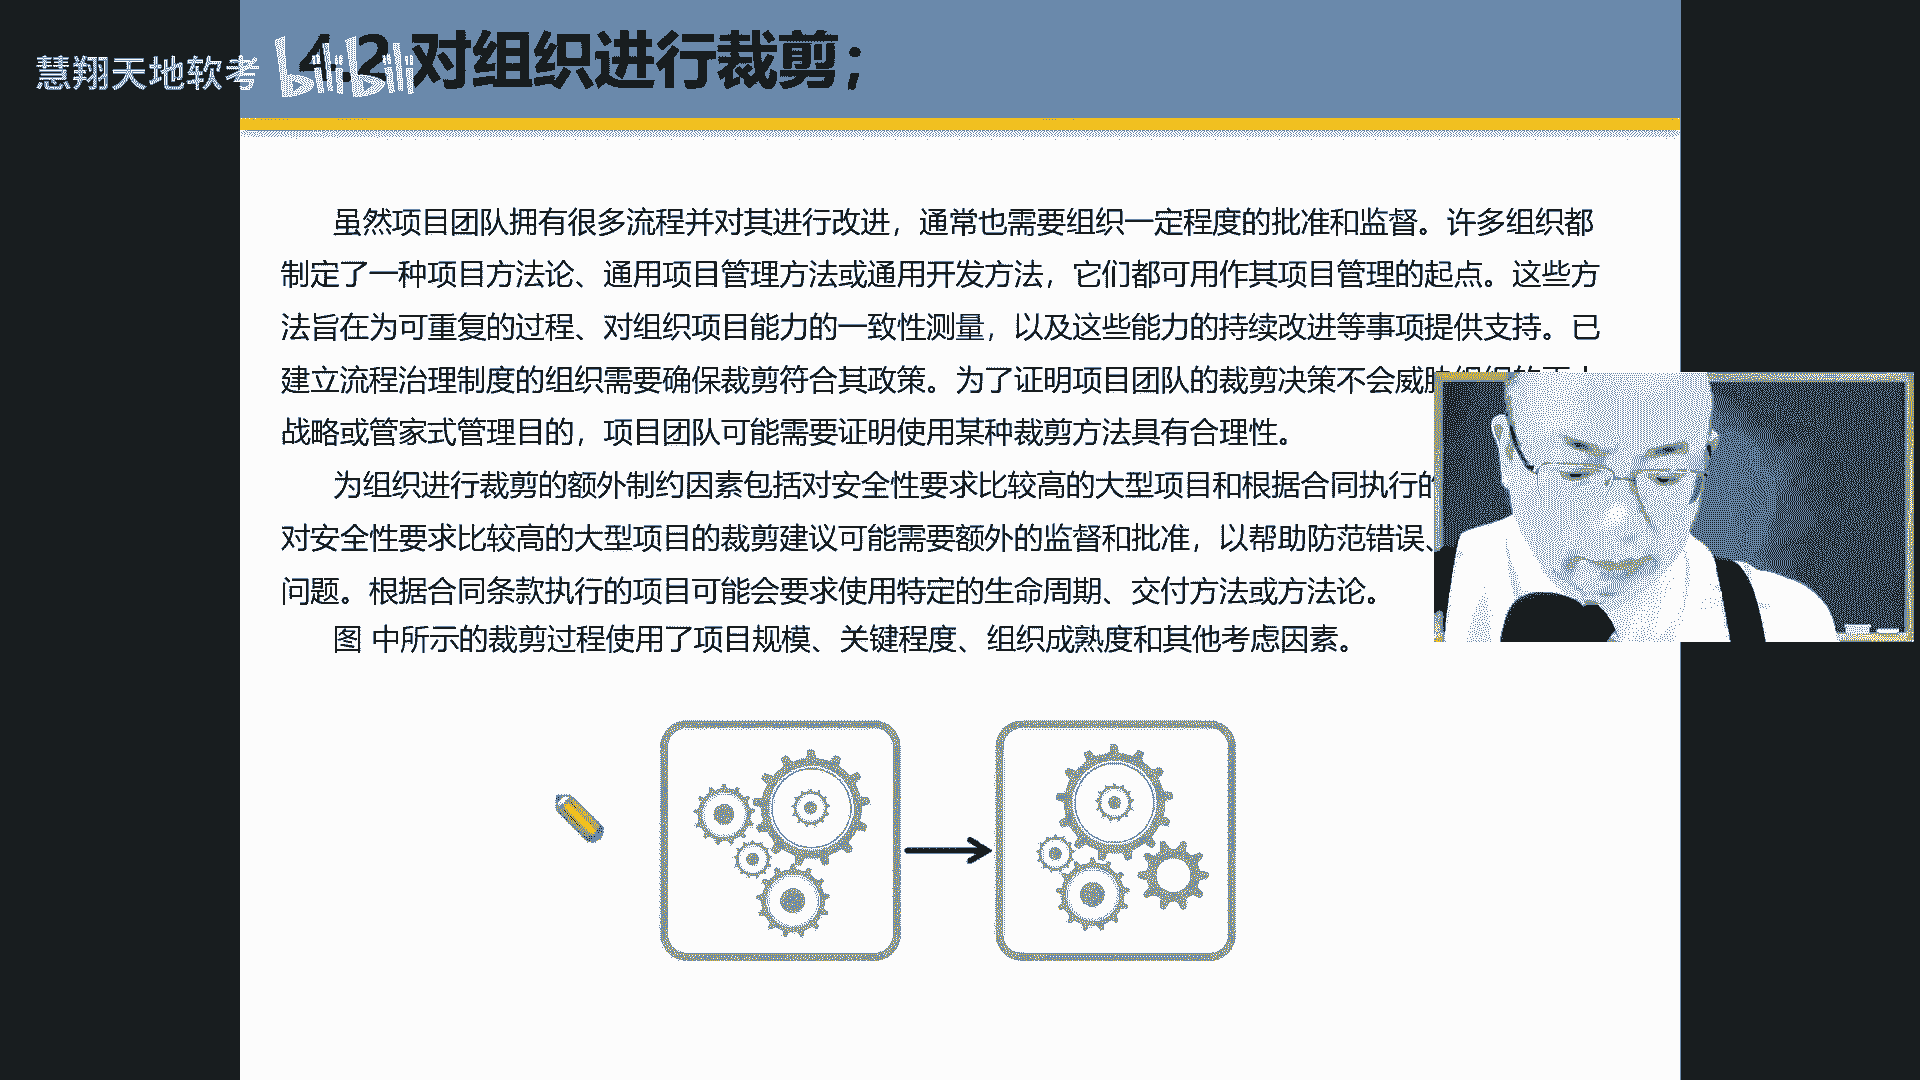 慧翔天地软考 bilibili
4.2 对组织进行裁剪；
虽然项目团队拥有很多流程并对其进行改进，通常也需要组织一定程度的批准和监督。许多组织都
制定了一种项目方法论、通用项目管理方法或通用开发方法，它们都可用作其项目管理的起点。这些方
法旨在为可重复的过程、对组织项目能力的一致性测量，以及这些能力的持续改进等事项提供支持。已
建立流程治理制度的组织需要确保裁剪符合其政策。为了证明项目团队的裁剪决策不会威胁
战略或管家式管理目的，项目团队可能需要证明使用某种裁剪方法具有合理性。
为组织进行裁剪的额外制约因素包括对安全性要求比较高的大型项目和根据合同执行的
对安全性要求比较高的大型项目的裁剪建议可能需要额外的监督和批准，以帮助防范错误、
问题。根据合同条款执行的项目可能会要求使用特定的生命周期、交付方法或方法论。
图 中所示的裁剪过程使用了项目规模、关键程度、组织成熟度和其他考虑因素。